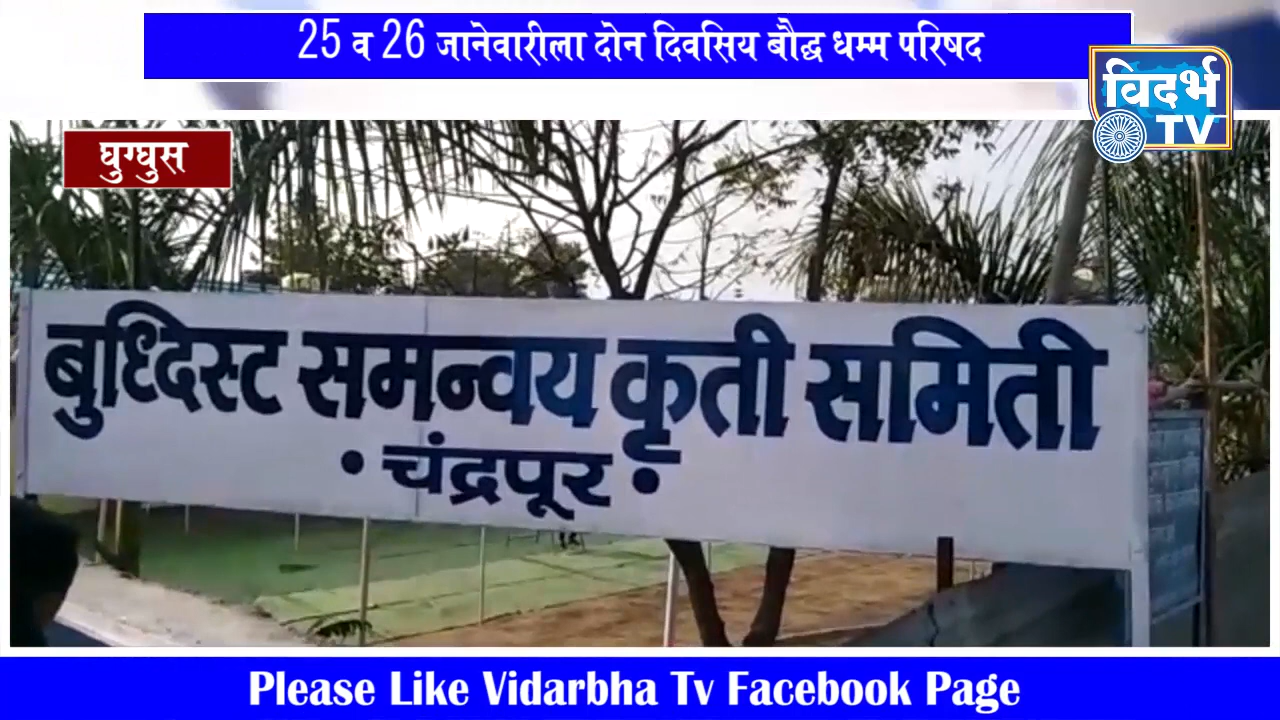 25 व 26 जानेवारीला दोन दिवसिय बौद्ध धम्म परिषद
विदर्भ
TV
घुग्घुस
बुध्दिस्ट समन्वय कृती समिती
• चंद्रपूर •
Please Like Vidarbha Tv Facebook Page